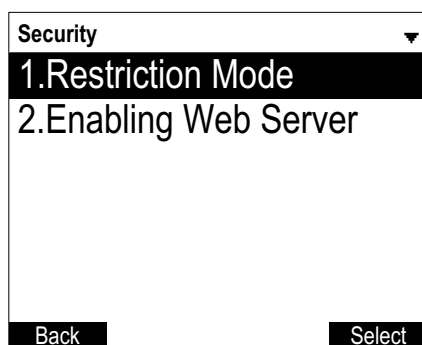 Security
1.Restriction Mode
2.Enabling Web Server
Back Select